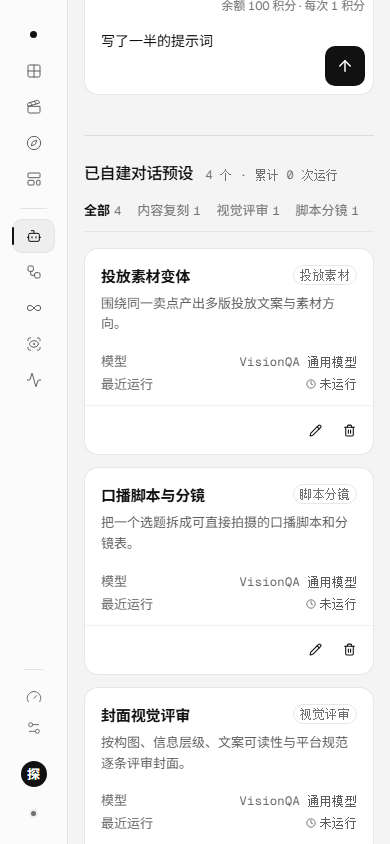 余额 100 积分 · 每次 1 积分
写了一半的提示词
已自建对话预设 4 个 · 累计 0 次运行
全部 4 内容复刻 1 视觉评审 1 脚本分镜 1
投放素材变体 投放素材
围绕同一卖点产出多版投放文案与素材方
向。
模型 VisionQA 通用模型
最近运行 未运行
口播脚本与分镜 脚本分镜
把一个选题拆成可直接拍摄的口播脚本和分
镜表。
模型 VisionQA 通用模型
最近运行 未运行
封面视觉评审 视觉评审
按构图、信息层级、文案可读性与平台规范
逐条评审封面。
模型 VisionQA 通用模型
最近运行 未运行
探